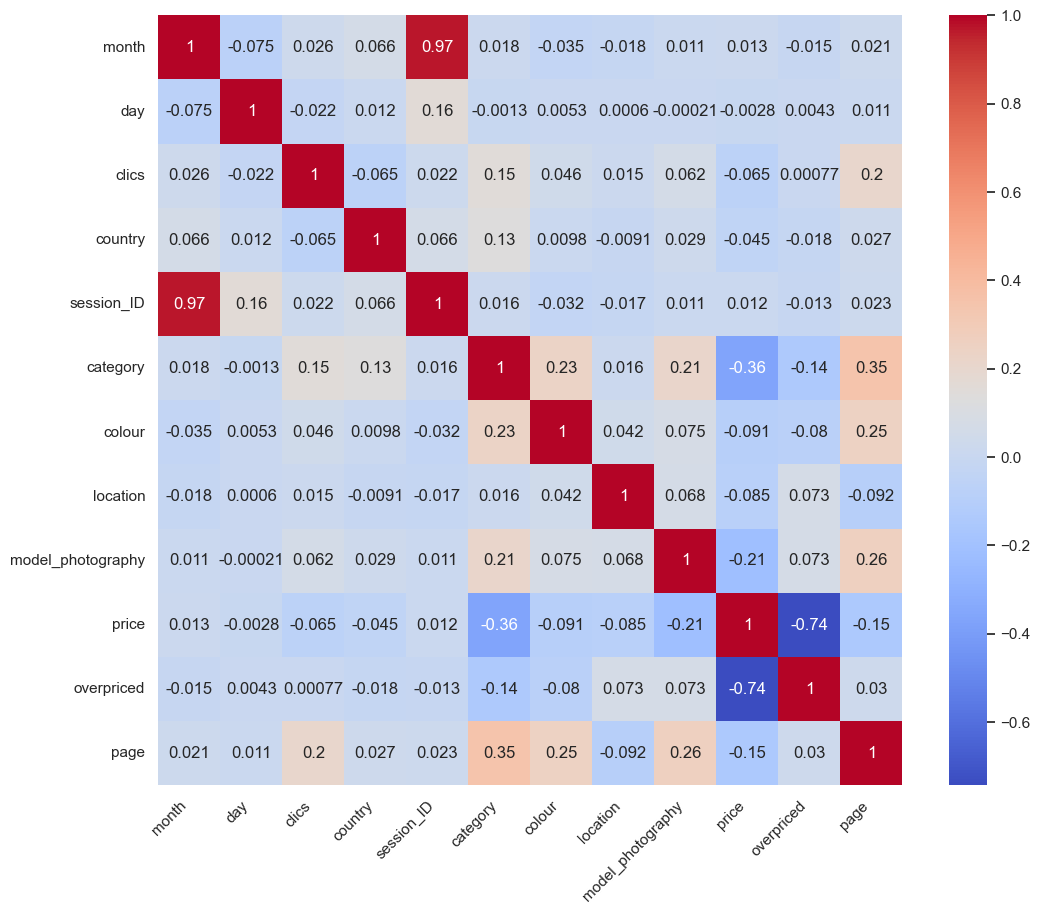 month 1 -0.075 0.026 0.066 0.97 0.018 -0.035 -0.018 0.011 0.013 -0.015 0.021
day -0.075 1 -0.022 0.012 0.16 -0.0013 0.0053 0.0006 -0.00021 -0.0028 0.0043 0.011
clics 0.026 -0.022 1 -0.065 0.022 0.15 0.046 0.015 0.062 -0.065 0.00077 0.2
country 0.066 0.012 -0.065 1 0.066 0.13 0.0098 -0.0091 0.029 -0.045 -0.018 0.027
session_ID 0.97 0.16 0.022 0.066 1 0.016 -0.032 -0.017 0.011 0.012 -0.013 0.023
category 0.018 -0.0013 0.15 0.13 0.016 1 0.23 0.016 0.21 -0.36 -0.14 0.35
colour -0.035 0.0053 0.046 0.0098 -0.032 0.23 1 0.042 0.075 -0.091 -0.08 0.25
location -0.018 0.0006 0.015 -0.0091 -0.017 0.016 0.042 1 0.068 -0.085 0.073 -0.092
model_photography 0.011 -0.00021 0.062 0.029 0.011 0.21 0.075 0.068 1 -0.21 0.073 0.26
price 0.013 -0.0028 -0.065 -0.045 0.012 -0.36 -0.091 -0.085 -0.21 1 -0.74 -0.15
overpriced -0.015 0.0043 0.00077 -0.018 -0.013 -0.14 -0.08 0.073 0.073 -0.74 1 0.03
page 0.021 0.011 0.2 0.027 0.023 0.35 0.25 -0.092 0.26 -0.15 0.03 1
month day clics country session_ID category colour location model_photography price overpriced page
1.0
0.8
0.6
0.4
0.2
0.0
−0.2
−0.4
−0.6